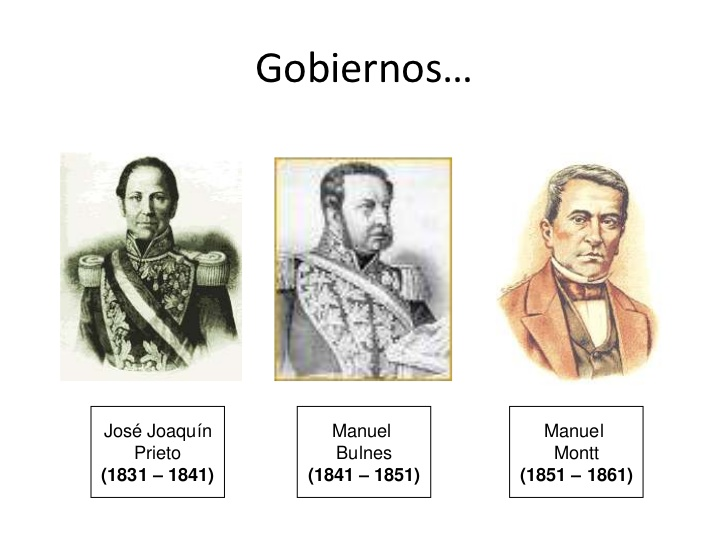 Gobiernos…
José Joaquín
Prieto
(1831 – 1841)
Manuel
Bulnes
(1841 – 1851)
Manuel
Montt
(1851 – 1861)